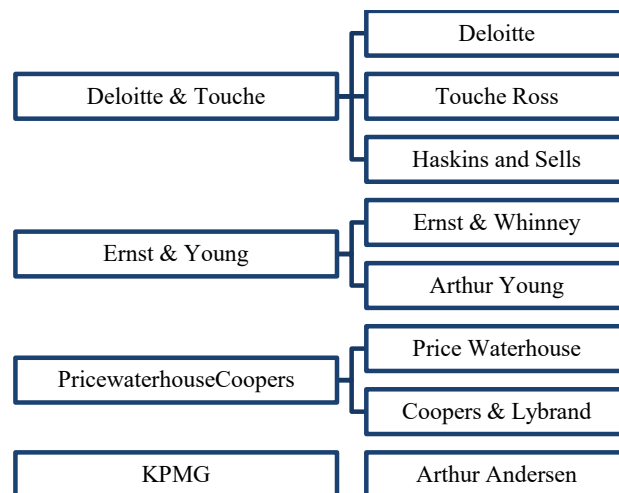 Deloitte & Touche
Deloitte
Touche Ross
Haskins and Sells
Ernst & Young
Ernst & Whinney
Arthur Young
PricewaterhouseCoopers
Price Waterhouse
Coopers & Lybrand
KPMG
Arthur Andersen